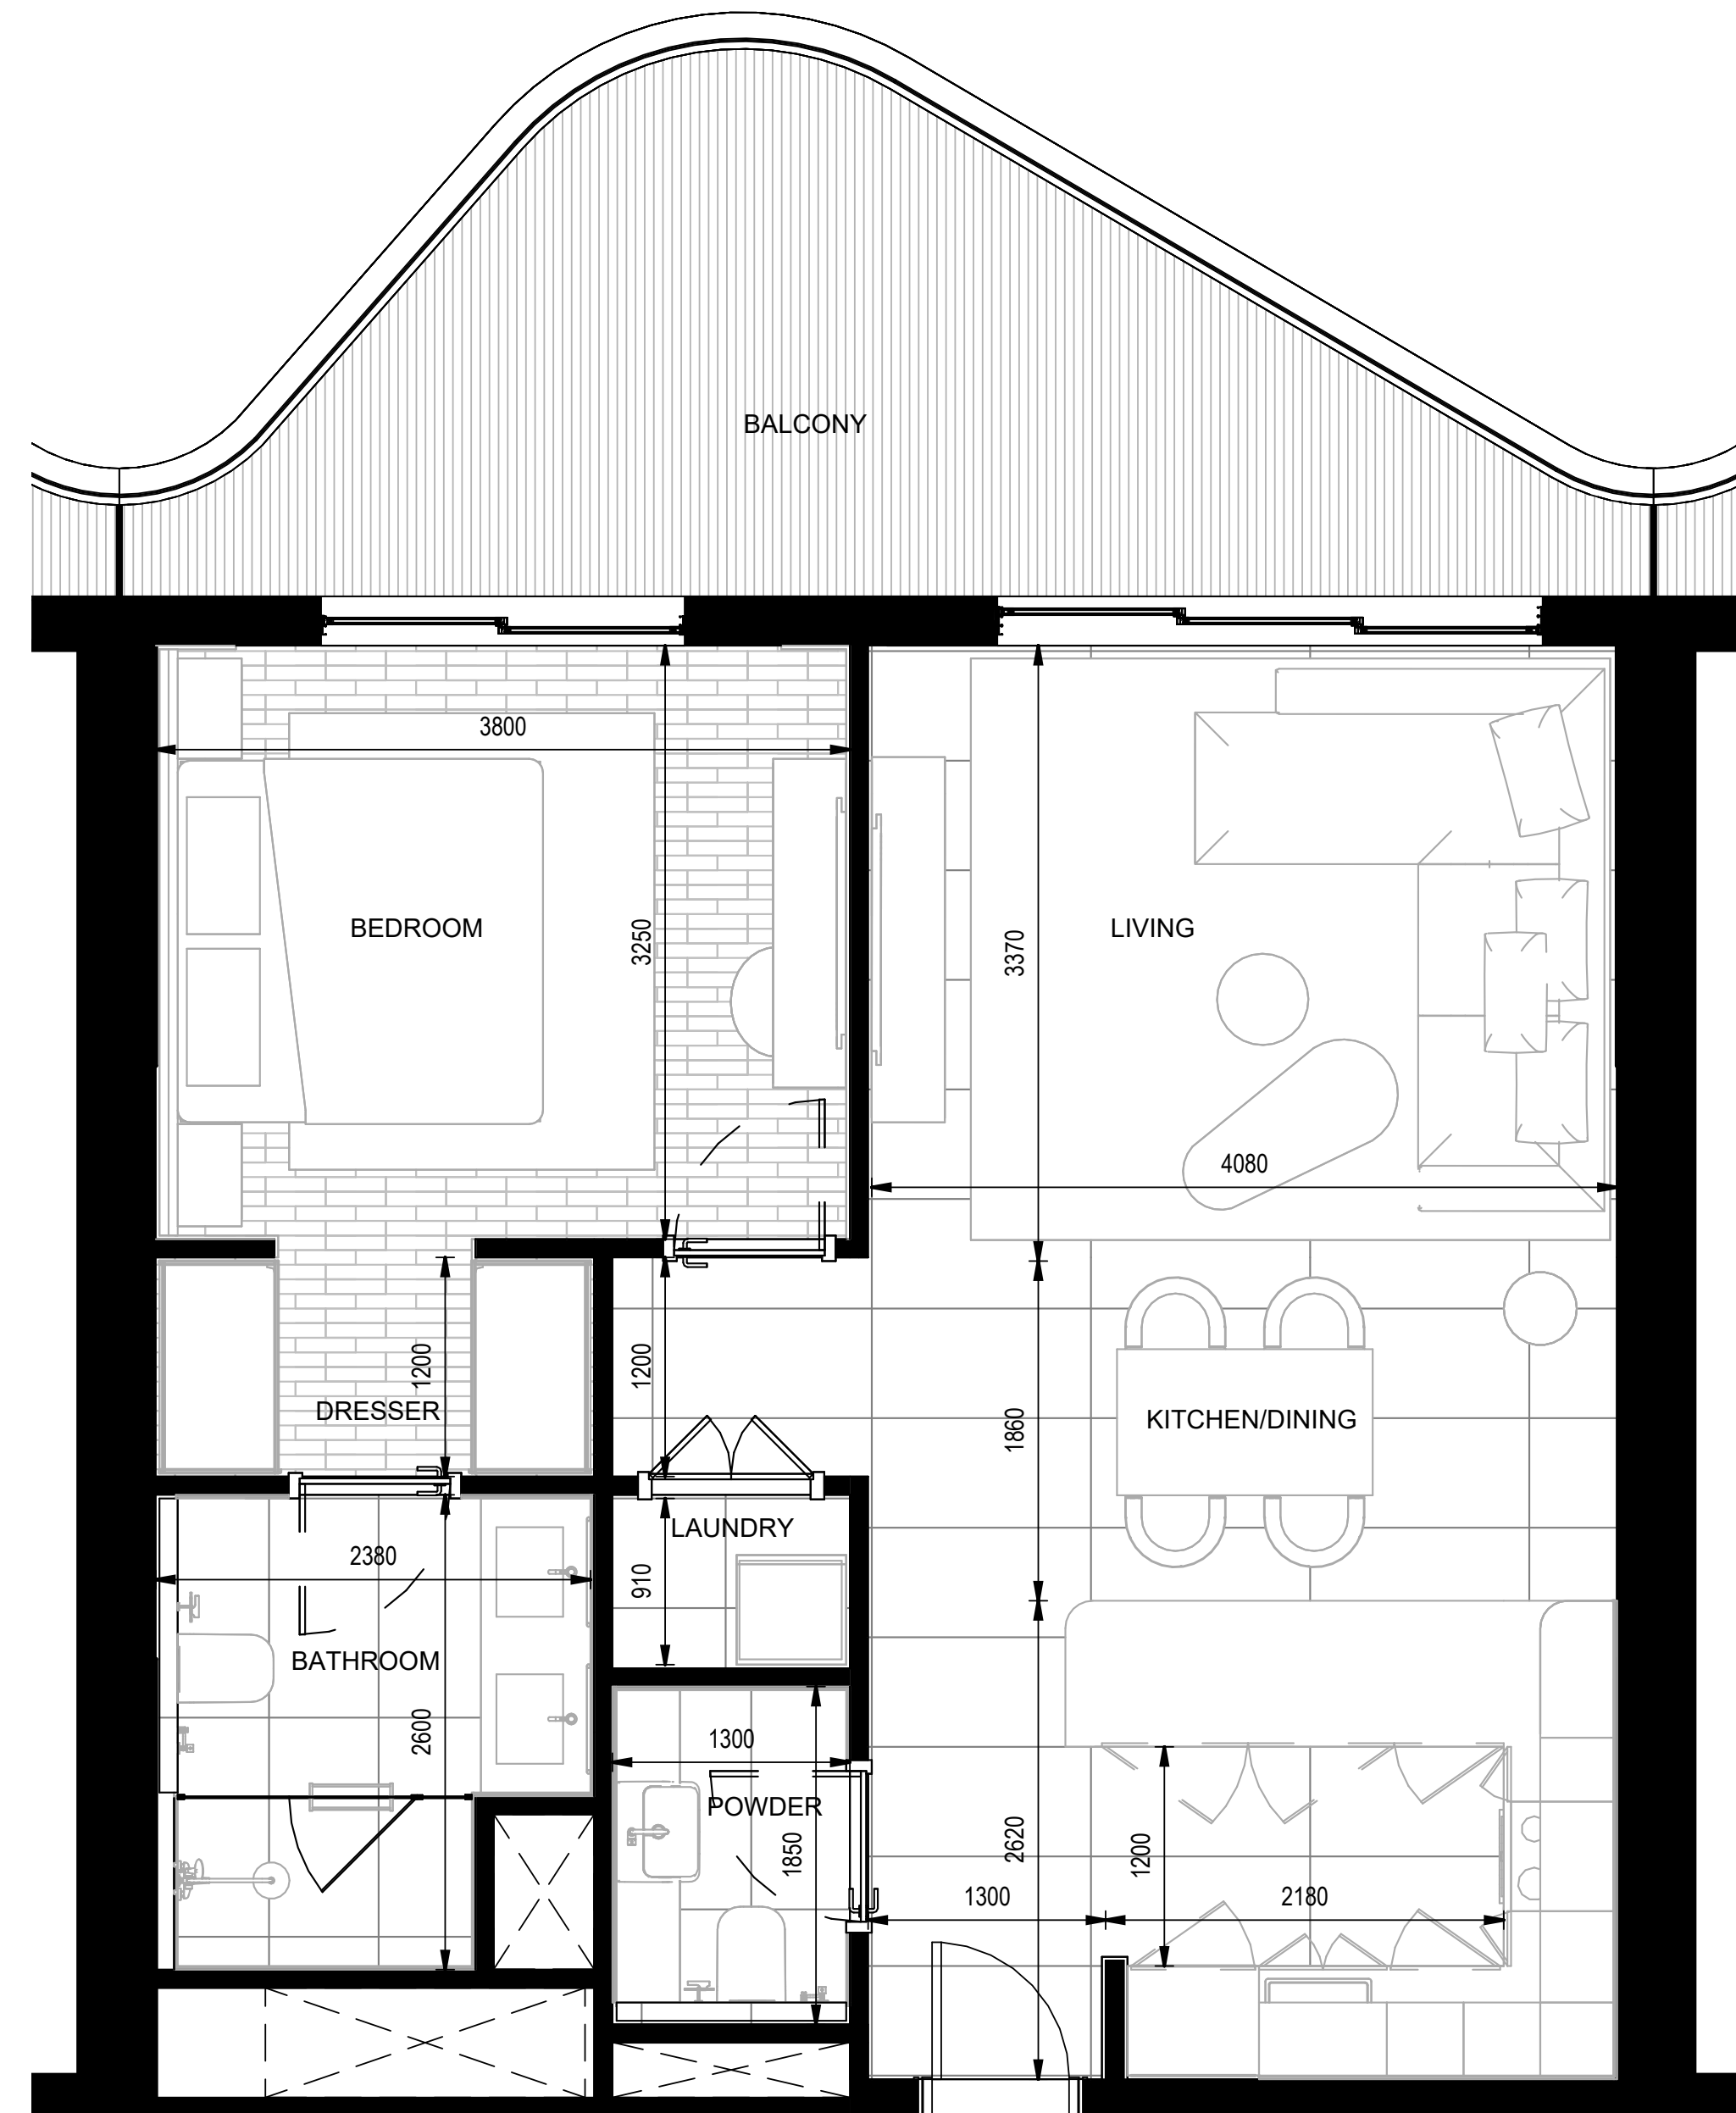 BALCONY
3800
BEDROOM
3250
LIVING
3370
4080
1200
DRESSER
1200
1860
KITCHEN/DINING
LAUNDRY
910
2380
BATHROOM
2600
1300
POWDER
1850
2620
1200
1300
2180